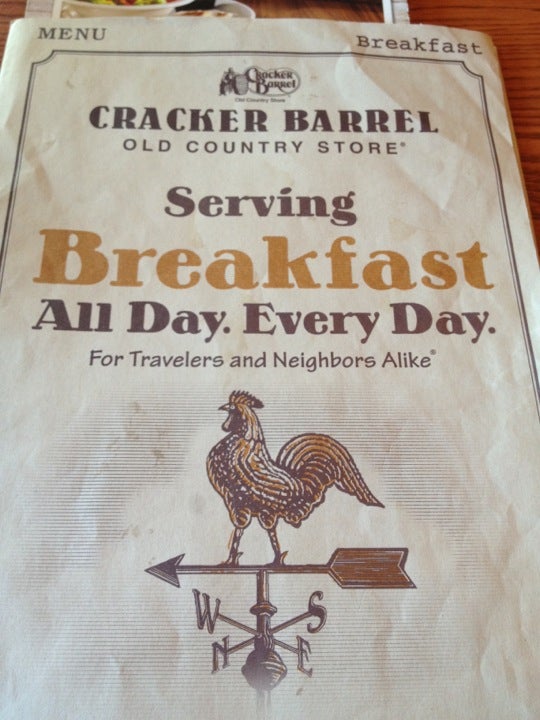 MENU
Breakfast
Cracker
Barrel
Old Country Store
CRACKER BARREL
OLD COUNTRY STORE®
Serving
Breakfast
All Day. Every Day.
For Travelers and Neighbors Alike®
W S
N E